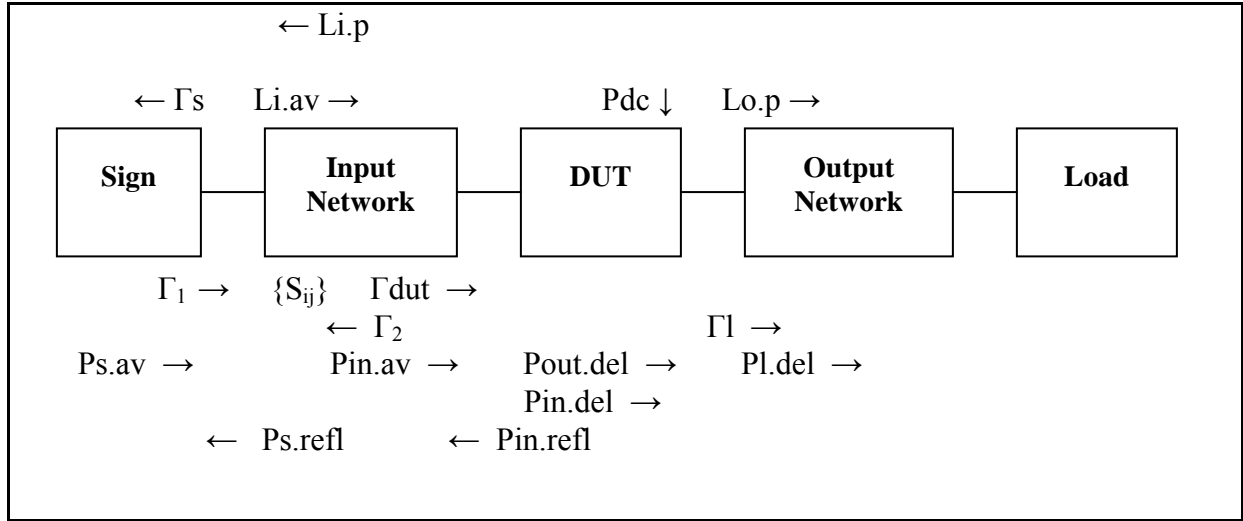 ← Li.p
← Γs Li.av → Pdc ↓ Lo.p →
Sign Input Network DUT Output Network Load
Γ₁ → {Sᵢⱼ} Γdut →
← Γ₂ Γl →
Ps.av → Pin.av → Pout.del → Pl.del →
Pin.del →
← Ps.refl ← Pin.refl